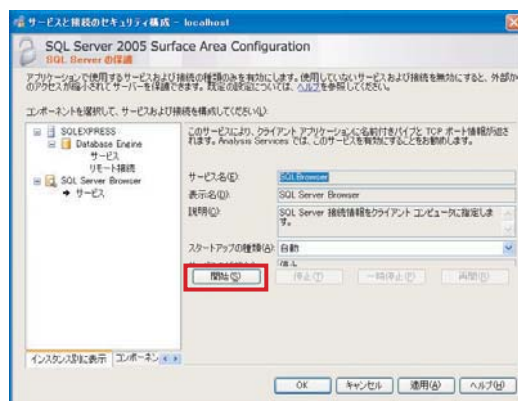 サービスと接続のセキュリティ構成 - localhost
SQL Server 2005 Surface Area Configuration
SQL Server の保護
アプリケーションで使用するサービスおよび接続の種類のみを有効にします。使用していないサービスおよび接続を無効にすると、外部か
のアクセスが縮小されてサーバーを保護できます。既定の設定については、ヘルプを参照してください。
コンポーネントを選択して、サービスおよび接続を構成してください(L):
SQLEXPRESS
Database Engine
サービス
リモート接続
SQL Server Browser
サービス
このサービスにより、クライアント アプリケーションに名前付きパイプと TCP ポート情報が返さ
れます。Analysis Services では、このサービスを有効にすることをお勧めします。
サービス名(E):
SQLBrowser
表示名(D):
SQL Server Browser
説明(C):
SQL Server 接続情報をクライアント コンピュータに指定しま
す。
スタートアップの種類(A):
自動
開始(S)
停止(T)
一時停止(P)
再開(R)
インスタンス別に表示
コンポーネン
OK
キャンセル
適用(A)
ヘルプ(H)